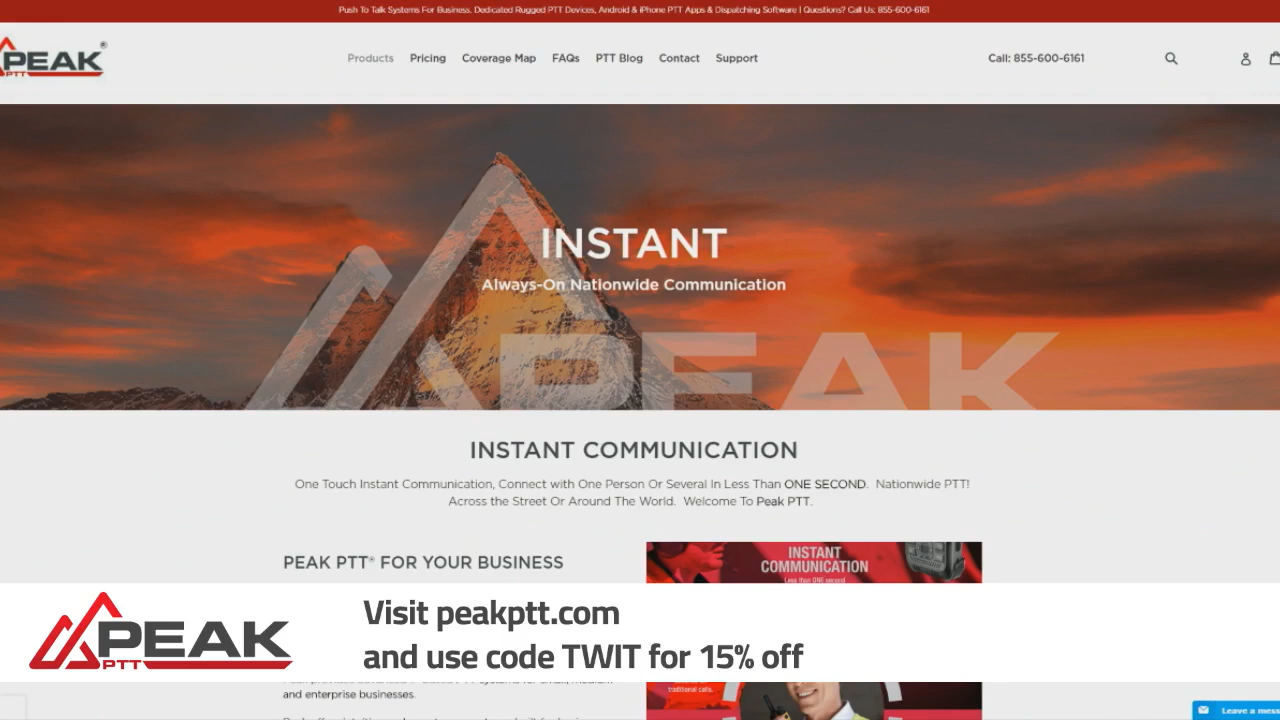 Push To Talk Systems For Business. Dedicated Rugged PTT Devices, Android & iPhone PTT Apps & Dispatching Software | Questions? Call Us: 855-600-6161
PEAK®
PTT
Products Pricing Coverage Map FAQs PTT Blog Contact Support Call: 855-600-6161
INSTANT
Always-On Nationwide Communication
PEAK
INSTANT COMMUNICATION
One Touch Instant Communication, Connect with One Person Or Several In Less Than ONE SECOND. Nationwide PTT!
Across the Street Or Around The World. Welcome To Peak PTT.
PEAK PTT® FOR YOUR BUSINESS
INSTANT
COMMUNICATION
Less than ONE second
PEAK
PTT
Visit peakptt.com
and use code TWIT for 15% off
and enterprise businesses.
traditional calls.
Leave a mess